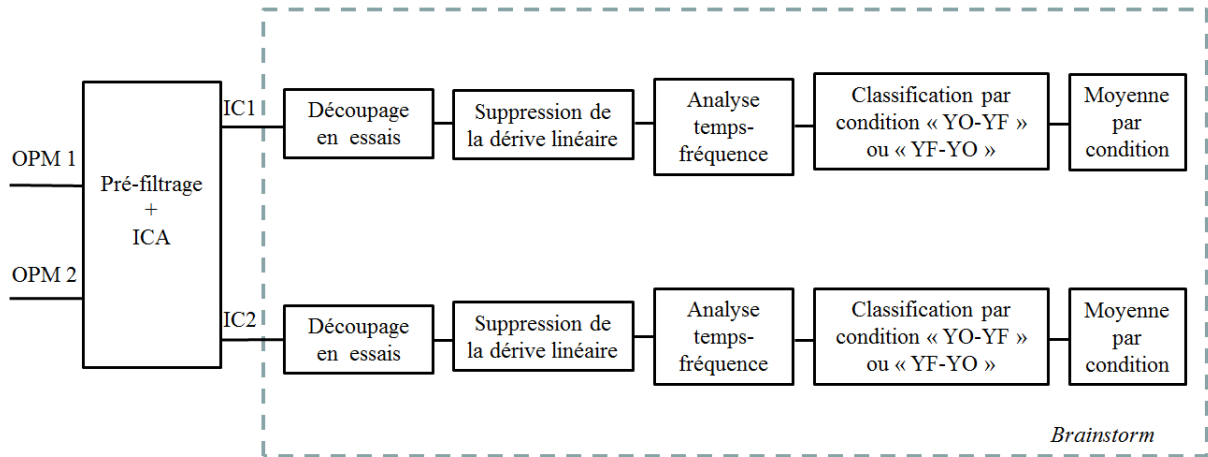 OPM 1
OPM 2
Pré-filtrage
+
ICA
IC1
Découpage
en essais
Suppression de
la dérive linéaire
Analyse
temps-
fréquence
Classification par
condition « YO-YF »
ou « YF-YO »
Moyenne
par
condition
IC2
Découpage
en essais
Suppression de
la dérive linéaire
Analyse
temps-
fréquence
Classification par
condition « YO-YF »
ou « YF-YO »
Moyenne
par
condition
Brainstorm